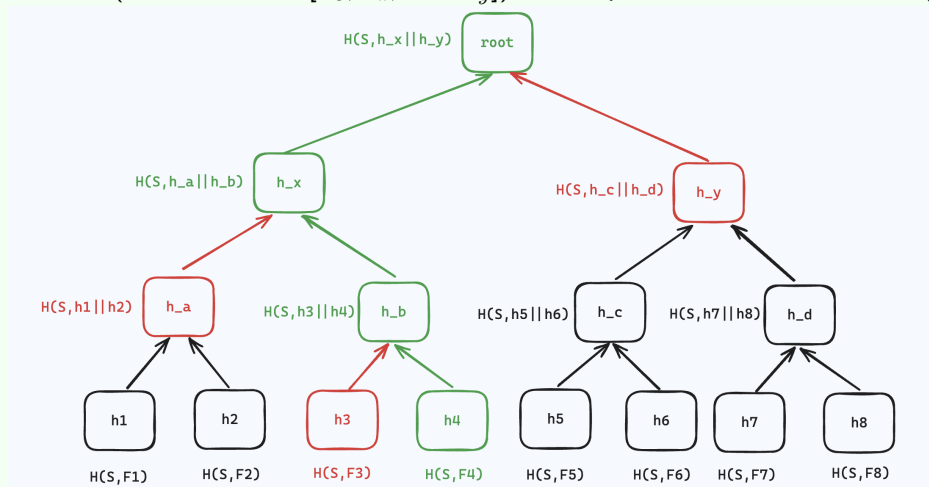 H(S,h_x||h_y)
root
H(S,h_a||h_b)
h_x
H(S,h_c||h_d)
h_y
H(S,h1||h2)
h_a
H(S,h3||h4)
h_b
H(S,h5||h6)
h_c
H(S,h7||h8)
h_d
h1
h2
h3
h4
h5
h6
h7
h8
H(S,F1)
H(S,F2)
H(S,F3)
H(S,F4)
H(S,F5)
H(S,F6)
H(S,F7)
H(S,F8)